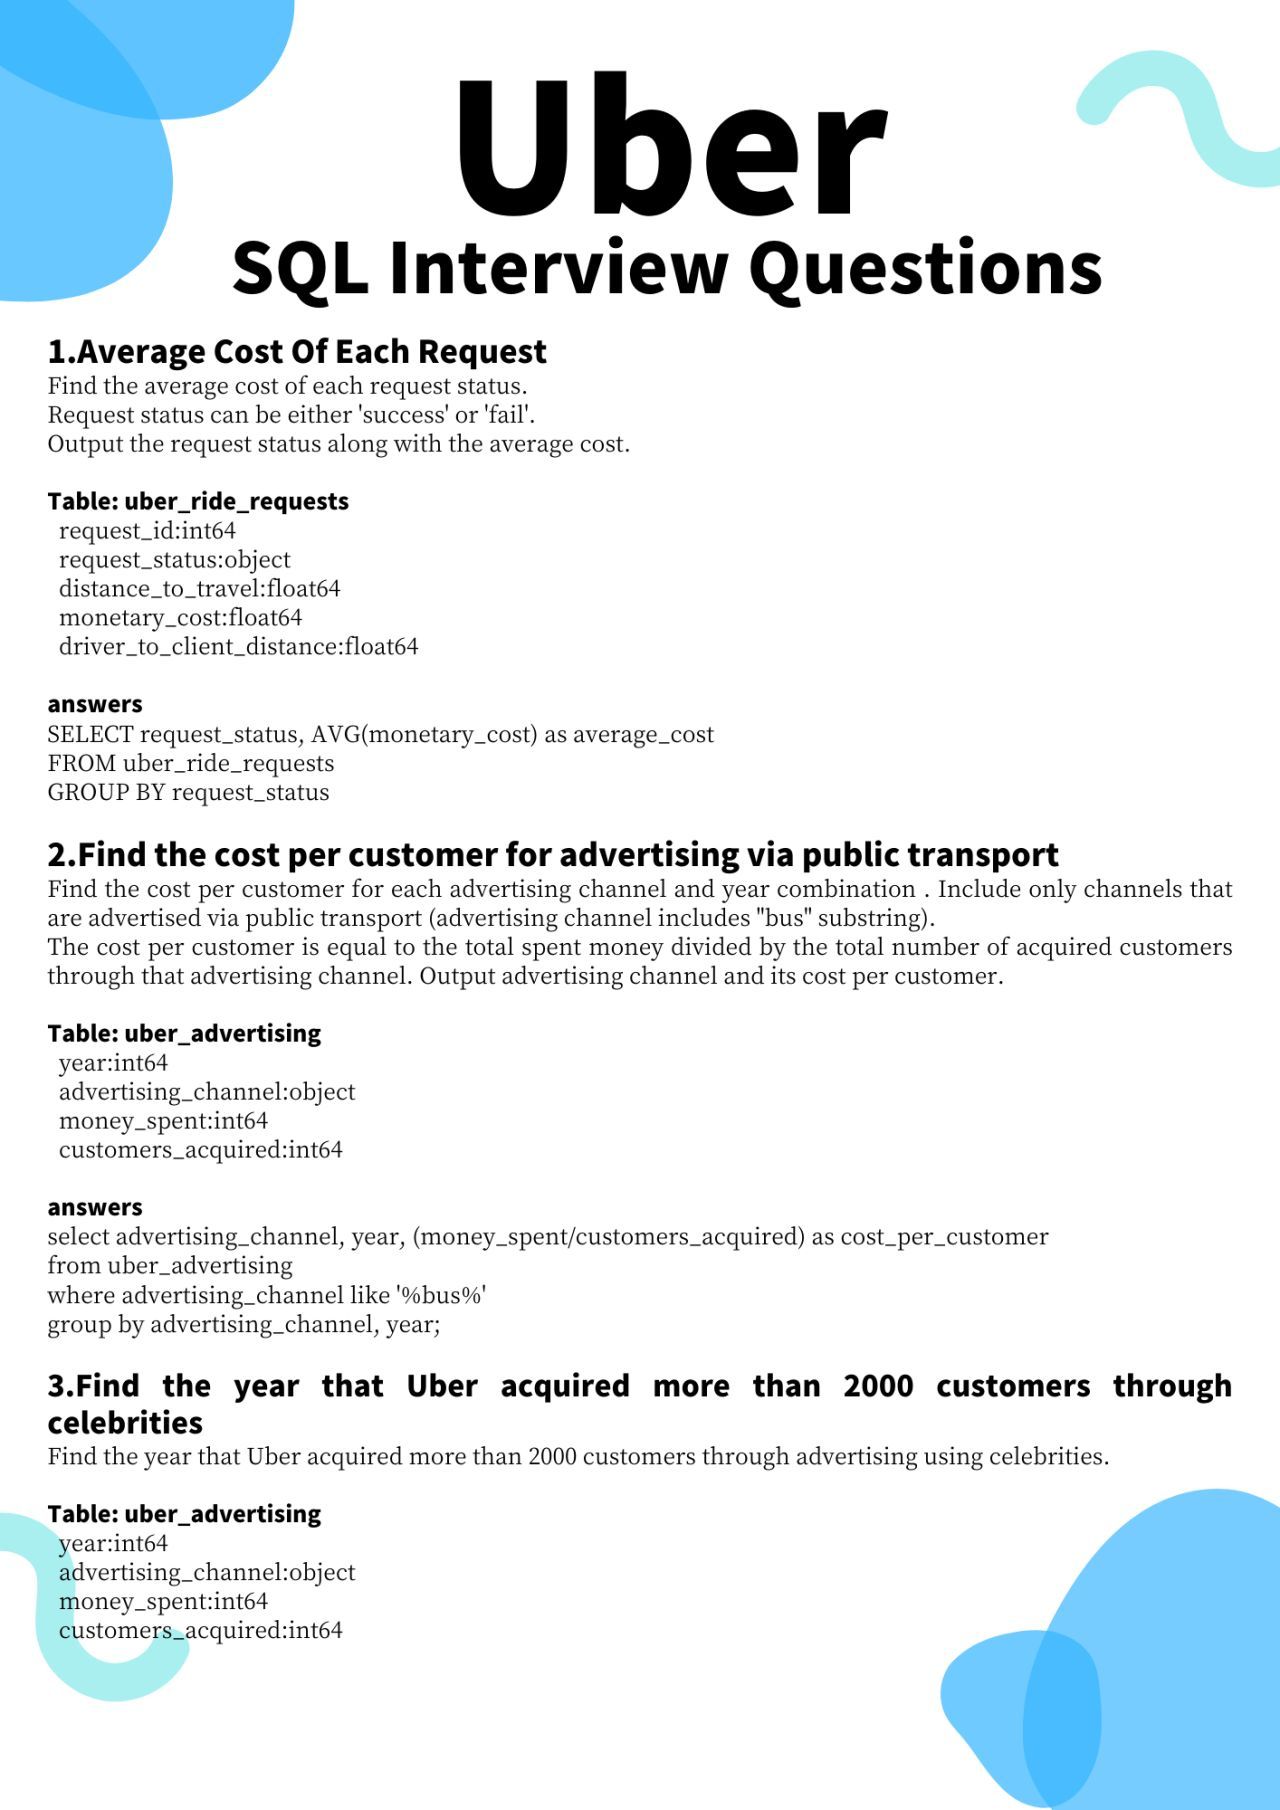 Uber
SQL Interview Questions
1.Average Cost Of Each Request
Find the average cost of each request status.
Request status can be either 'success' or 'fail'.
Output the request status along with the average cost.
Table: uber_ride_requests
request_id:int64
request_status:object
distance_to_travel:float64
monetary_cost:float64
driver_to_client_distance:float64
answers
SELECT request_status, AVG(monetary_cost) as average_cost
FROM uber_ride_requests
GROUP BY request_status
2.Find the cost per customer for advertising via public transport
Find the cost per customer for each advertising channel and year combination . Include only channels that
are advertised via public transport (advertising channel includes "bus" substring).
The cost per customer is equal to the total spent money divided by the total number of acquired customers
through that advertising channel. Output advertising channel and its cost per customer.
Table: uber_advertising
year:int64
advertising_channel:object
money_spent:int64
customers_acquired:int64
answers
select advertising_channel, year, (money_spent/customers_acquired) as cost_per_customer
from uber_advertising
where advertising_channel like '%bus%'
group by advertising_channel, year;
3.Find the year that Uber acquired more than 2000 customers through
celebrities
Find the year that Uber acquired more than 2000 customers through advertising using celebrities.
Table: uber_advertising
year:int64
advertising_channel:object
money_spent:int64
customers_acquired:int64